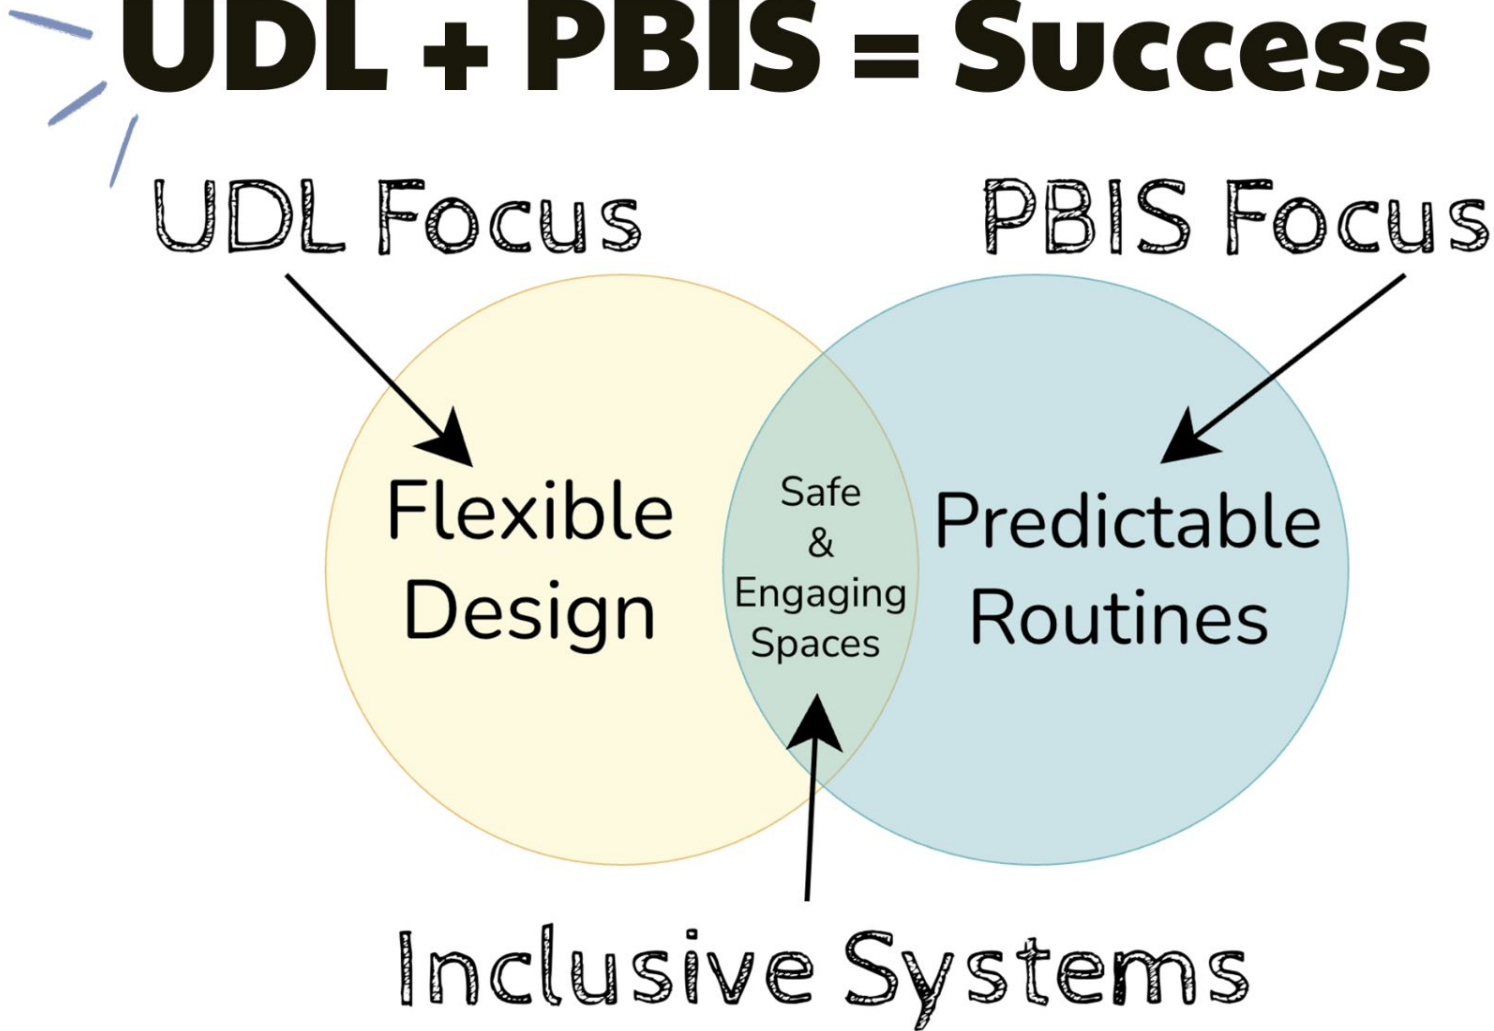 UDL + PBIS = Success
UDL Focus
PBIS Focus
Flexible
Design
Safe
&
Engaging
Spaces
Predictable
Routines
Inclusive Systems